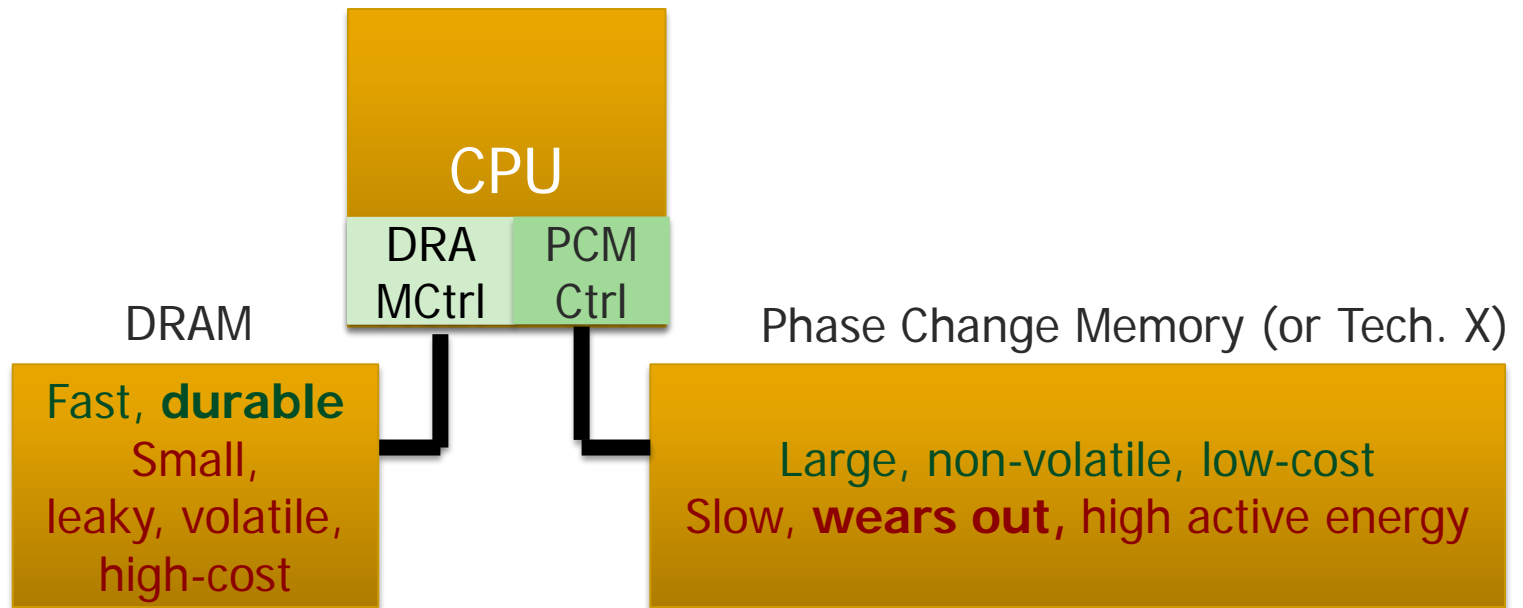 CPU
DRA
MCtrl
PCM
Ctrl
DRAM
Phase Change Memory (or Tech. X)
Fast, durable
Small,
leaky, volatile,
high-cost
Large, non-volatile, low-cost
Slow, wears out, high active energy